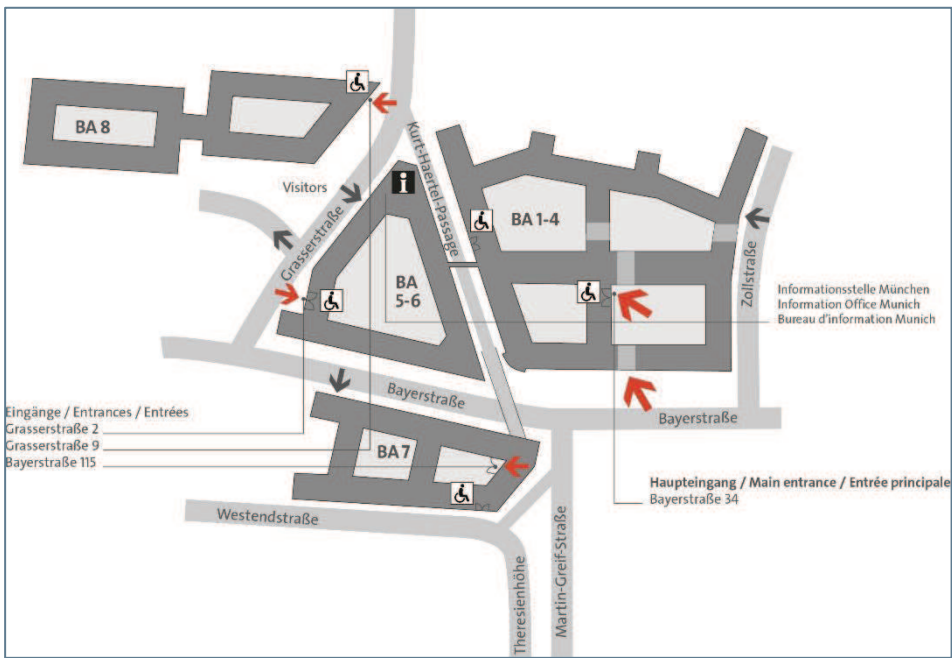 BA 8
Visitors
Grasserstraße
Kurt-Haertel-Passage
BA 1-4
BA
5-6
Zollstraße
Informationsstelle München
Information Office Munich
Bureau d'information Munich
Bayerstraße
Bayerstraße
Eingänge / Entrances / Entrées
Grasserstraße 2
Grasserstraße 9
Bayerstraße 115
BA 7
Haupteingang / Main entrance / Entrée principale
Bayerstraße 34
Westendstraße
Theresienhöhe
Martin-Greif-Straße
i